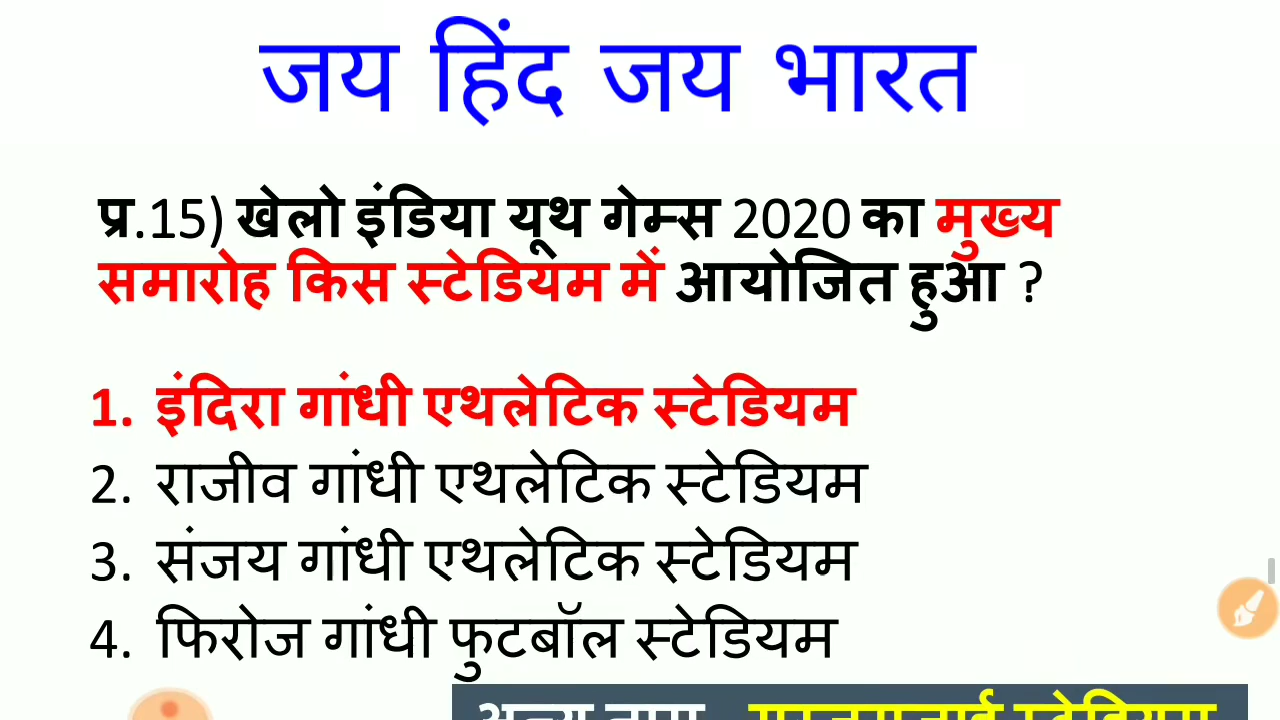 जय हिंद जय भारत
प्र.15) खेलो इंडिया यूथ गेम्स 2020 का मुख्य
समारोह किस स्टेडियम में आयोजित हुआ ?
1. इंदिरा गांधी एथलेटिक स्टेडियम
2. राजीव गांधी एथलेटिक स्टेडियम
3. संजय गांधी एथलेटिक स्टेडियम
4. फिरोज गांधी फुटबॉल स्टेडियम